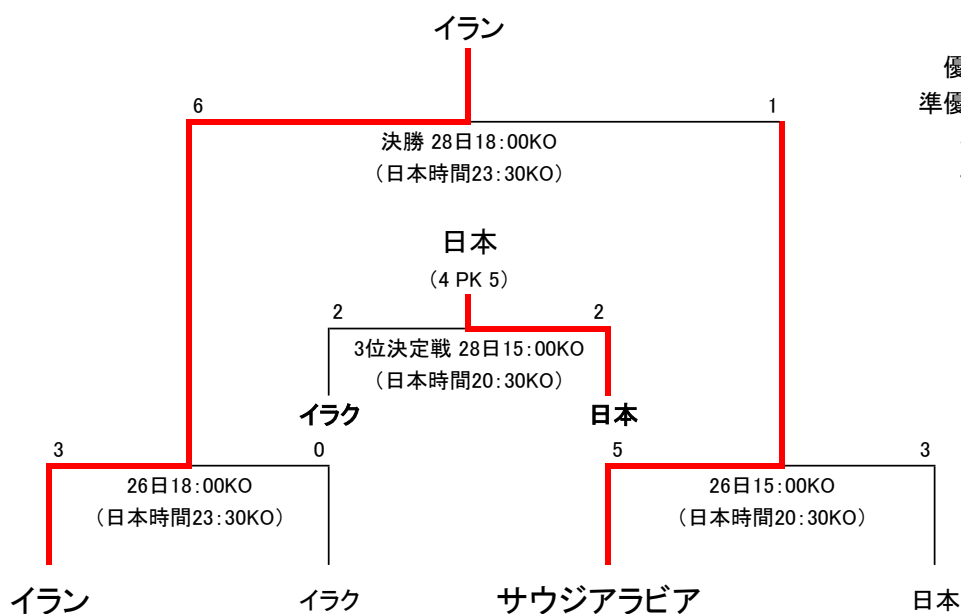 イラン
優
準優
6
1
決勝 28日18:00KO
（日本時間23:30KO）
日本
（4 PK 5）
2
2
3位決定戦 28日15:00KO
（日本時間20:30KO）
イラク
日本
3
0
5
3
26日18:00KO
（日本時間23:30KO）
26日15:00KO
（日本時間20:30KO）
イラン
イラク
サウジアラビア
日本